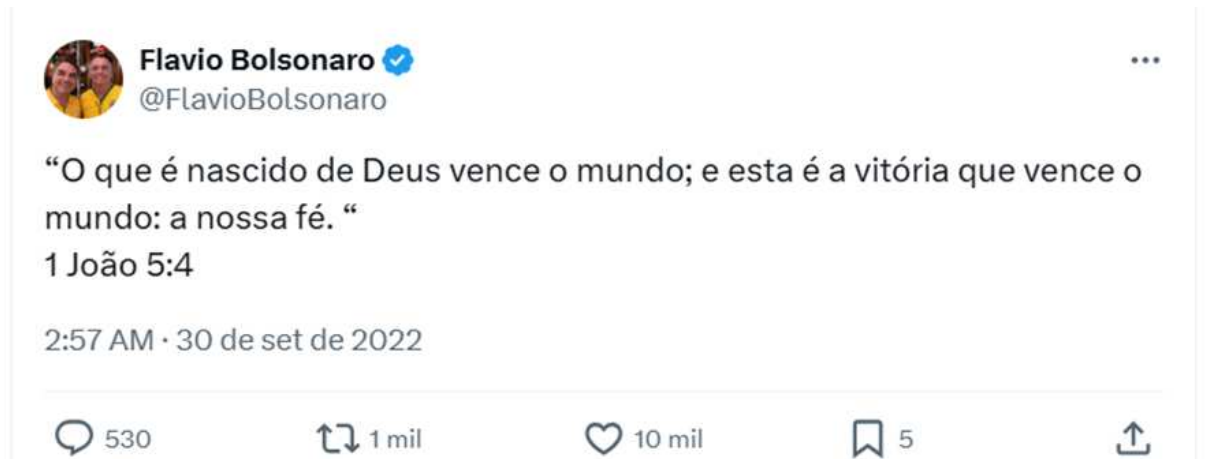 Flavio Bolsonaro
@FlavioBolsonaro
“O que é nascido de Deus vence o mundo; e esta é a vitória que vence o
mundo: a nossa fé. “
1 João 5:4
2:57 AM · 30 de set de 2022
530 1 mil 10 mil 5